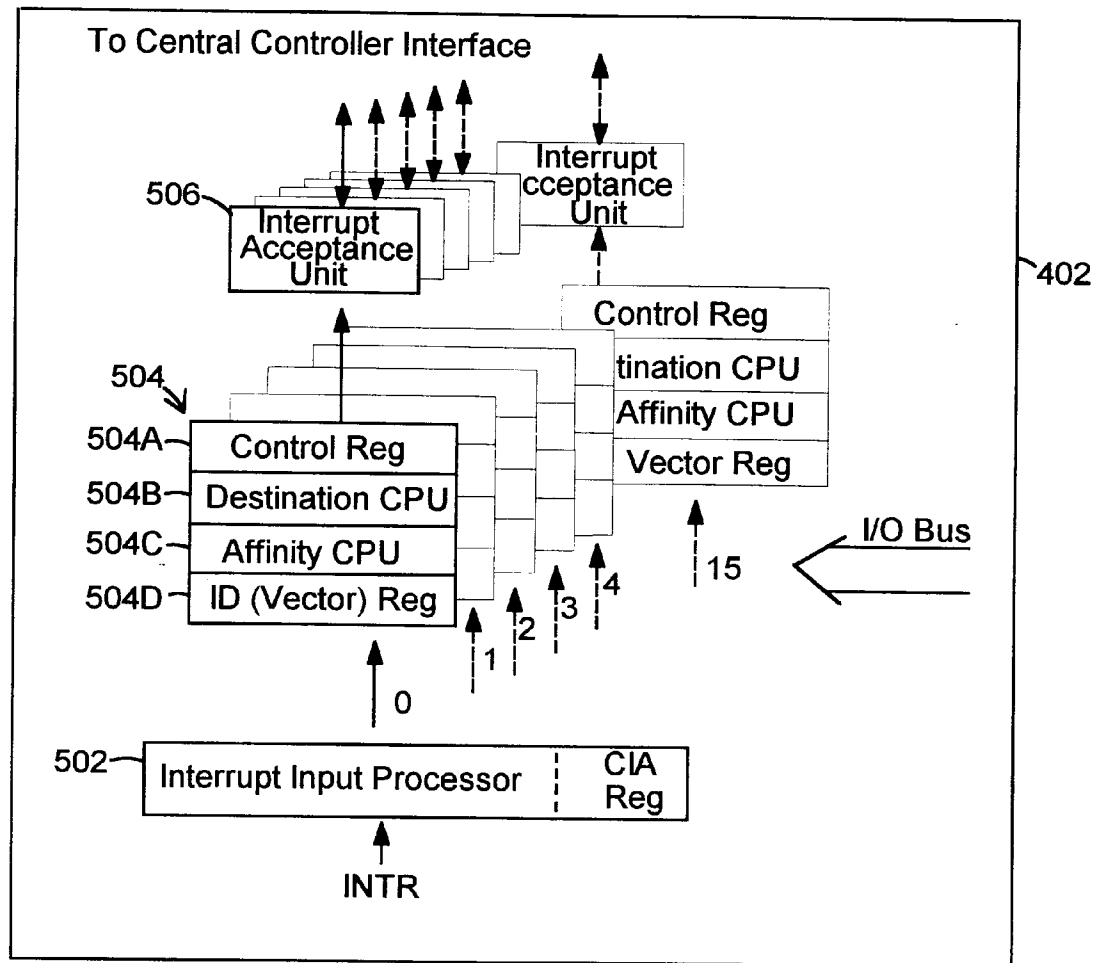 To Central Controller Interface
Interrupt
cceptance
Unit
506
Interrupt
Acceptance
Unit
402
Control Reg
tination CPU
Affinity CPU
Vector Reg
504
504A
Control Reg
504B
Destination CPU
504C
Affinity CPU
504D
ID (Vector) Reg
I/O Bus
15
4
3
2
1
0
502
Interrupt Input Processor
CIA
Reg
INTR